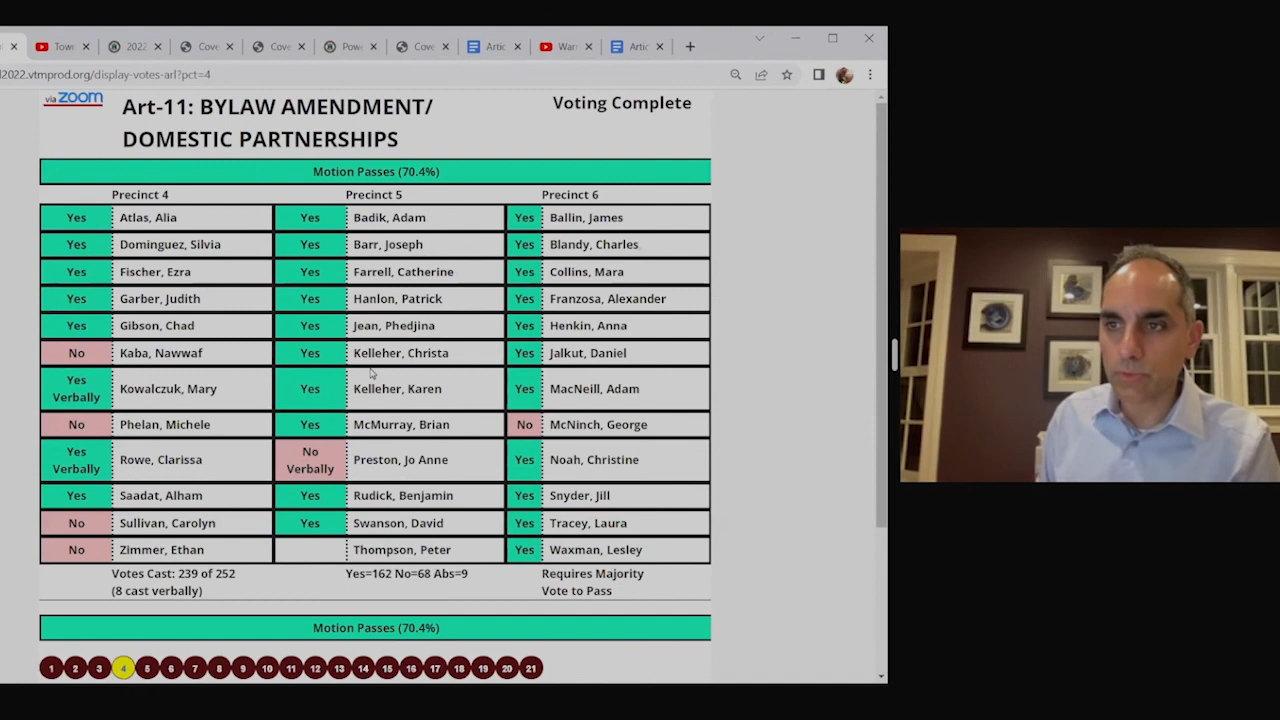 Town
2022
Cove
Cove
Pow
Cove
Artic
War
Artic
2022.vtmprod.org/display-votes-arl?pct=4
via zoom
Art-11: BYLAW AMENDMENT/
DOMESTIC PARTNERSHIPS
Voting Complete
Motion Passes (70.4%)
Precinct 4 Precinct 5 Precinct 6
Yes Atlas, Alia Yes Badik, Adam Yes Ballin, James
Yes Dominguez, Silvia Yes Barr, Joseph Yes Blandy, Charles
Yes Fischer, Ezra Yes Farrell, Catherine Yes Collins, Mara
Yes Garber, Judith Yes Hanlon, Patrick Yes Franzosa, Alexander
Yes Gibson, Chad Yes Jean, Phedjina Yes Henkin, Anna
No Kaba, Nawwaf Yes Kelleher, Christa Yes Jalkut, Daniel
Yes Verbally Kowalczuk, Mary Yes Kelleher, Karen Yes MacNeill, Adam
No Phelan, Michele Yes McMurray, Brian No McNinch, George
Yes Verbally Rowe, Clarissa No Verbally Preston, Jo Anne Yes Noah, Christine
Yes Saadat, Alham Yes Rudick, Benjamin Yes Snyder, Jill
No Sullivan, Carolyn Yes Swanson, David Yes Tracey, Laura
No Zimmer, Ethan Thompson, Peter Yes Waxman, Lesley
Votes Cast: 239 of 252 Yes=162 No=68 Abs=9 Requires Majority
(8 cast verbally) Vote to Pass
Motion Passes (70.4%)
1 2 3 4 5 6 7 8 9 10 11 12 13 14 15 16 17 18 19 20 21